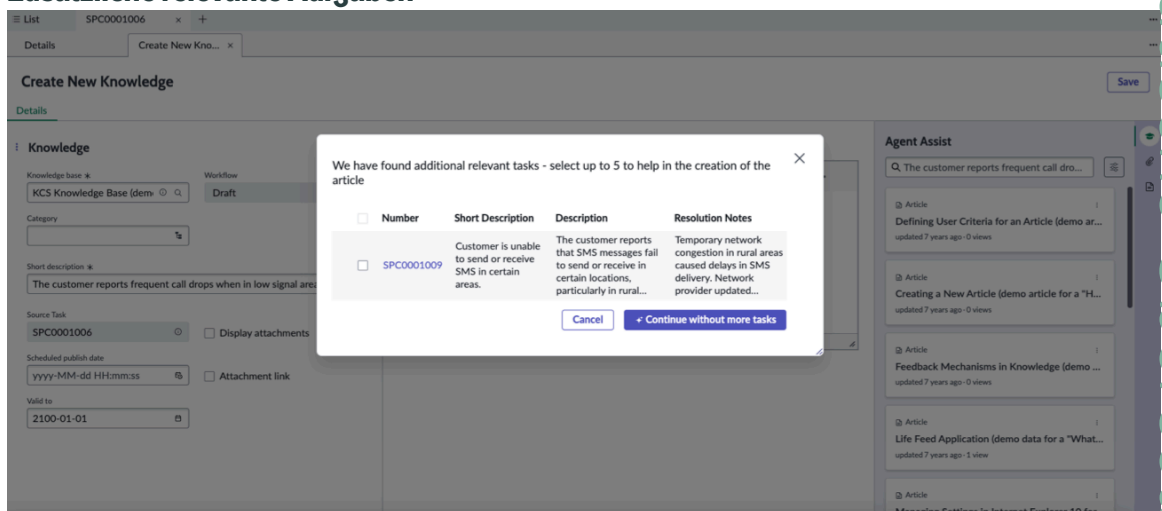 Zusätzliche relevante Aufgaben
List SPC0001006 × +
Details Create New Kno... ×
Create New Knowledge
Save
Details
Knowledge
Knowledge base *
Workflow
KCS Knowledge Base (dem
Draft
Category
Short description *
The customer reports frequent call drops when in low signal area
Source Task
SPC0001006
Display attachments
Scheduled publish date
yyyy-MM-dd HH:mm:ss
Attachment link
Valid to
2100-01-01
We have found additional relevant tasks - select up to 5 to help in the creation of the
article
Number Short Description Description Resolution Notes
SPC0001009
Customer is unable
to send or receive
SMS in certain
areas.
The customer reports
that SMS messages fail
to send or receive in
certain locations,
particularly in rural...
Temporary network
congestion in rural areas
caused delays in SMS
delivery. Network
provider updated...
Cancel
Continue without more tasks
Agent Assist
The customer reports frequent call dro...
Article
Defining User Criteria for an Article (demo ar...
updated 7 years ago · 0 views
Article
Creating a New Article (demo article for a "H...
updated 7 years ago · 0 views
Article
Feedback Mechanisms in Knowledge (demo ...
updated 7 years ago · 0 views
Article
Life Feed Application (demo data for a "What...
updated 7 years ago · 1 view
Article